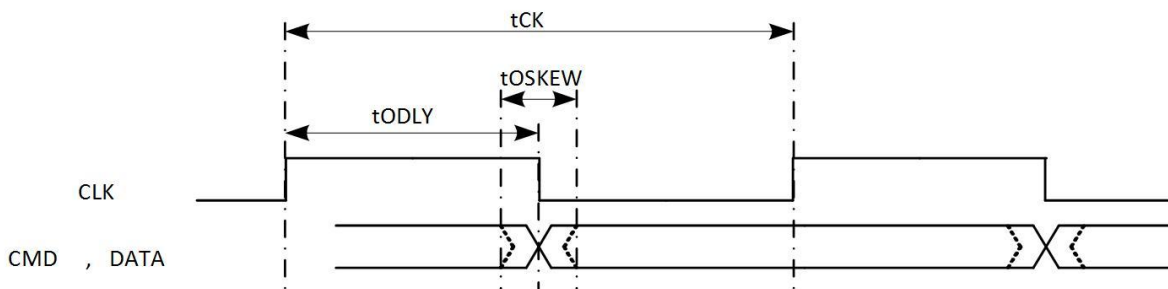 tCK
tOSKEW
tODLY
CLK
CMD , DATA